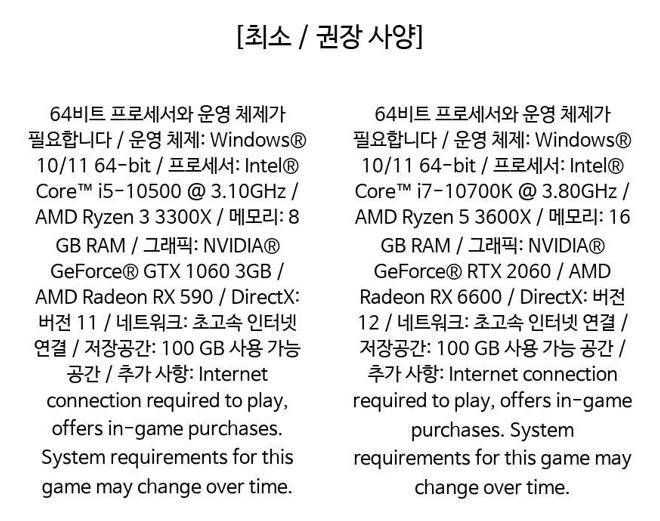 [최소 / 권장 사양]
64비트 프로세서와 운영 체제가
필요합니다 / 운영 체제: Windows®
10/11 64-bit / 프로세서: Intel®
Core™ i5-10500 @ 3.10GHz /
AMD Ryzen 3 3300X / 메모리: 8
GB RAM / 그래픽: NVIDIA®
GeForce® GTX 1060 3GB /
AMD Radeon RX 590 / DirectX:
버전 11 / 네트워크: 초고속 인터넷
연결 / 저장공간: 100 GB 사용 가능
공간 / 추가 사항: Internet
connection required to play,
offers in-game purchases.
System requirements for this
game may change over time.
64비트 프로세서와 운영 체제가
필요합니다 / 운영 체제: Windows®
10/11 64-bit / 프로세서: Intel®
Core™ i7-10700K @ 3.80GHz /
AMD Ryzen 5 3600X / 메모리: 16
GB RAM / 그래픽: NVIDIA®
GeForce® RTX 2060 / AMD
Radeon RX 6600 / DirectX: 버전
12 / 네트워크: 초고속 인터넷 연결 /
저장공간: 100 GB 사용 가능 공간 /
추가 사항: Internet connection
required to play, offers in-game
purchases. System
requirements for this game may
change over time.